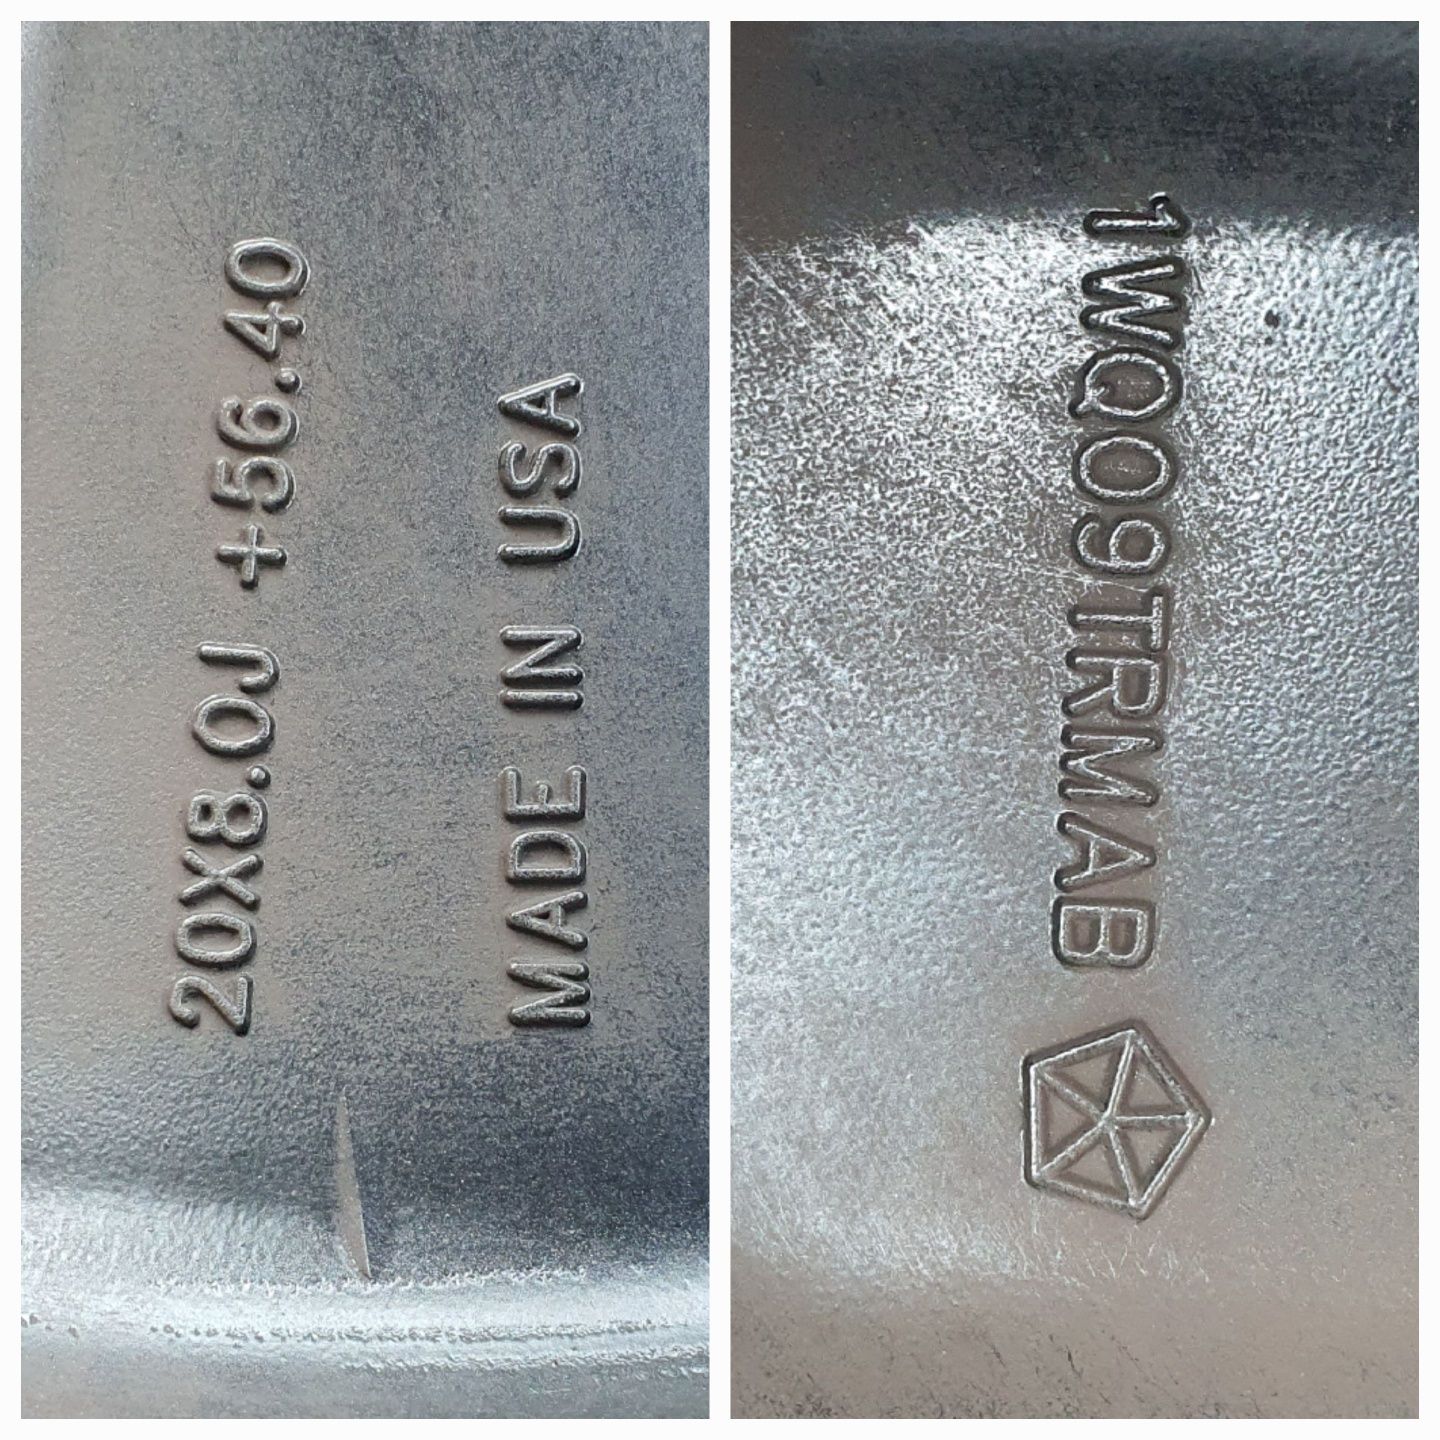 20X8.0J +56.40
MADE IN USA
1WQ09TRMAB